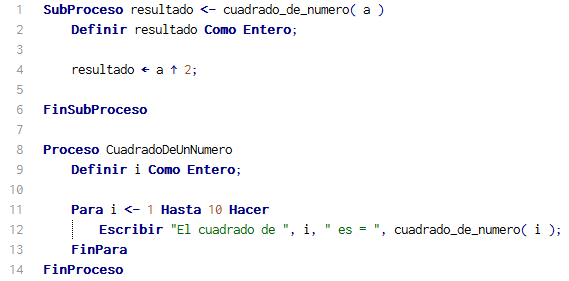 1 SubProceso resultado <- cuadrado_de_numero( a )
2 Definir resultado Como Entero;
3
4 resultado ← a ↑ 2;
5
6 FinSubProceso
7
8 Proceso CuadradoDeUnNumero
9 Definir i Como Entero;
10
11 Para i <- 1 Hasta 10 Hacer
12 Escribir "El cuadrado de ", i, " es = ", cuadrado_de_numero( i );
13 FinPara
14 FinProceso